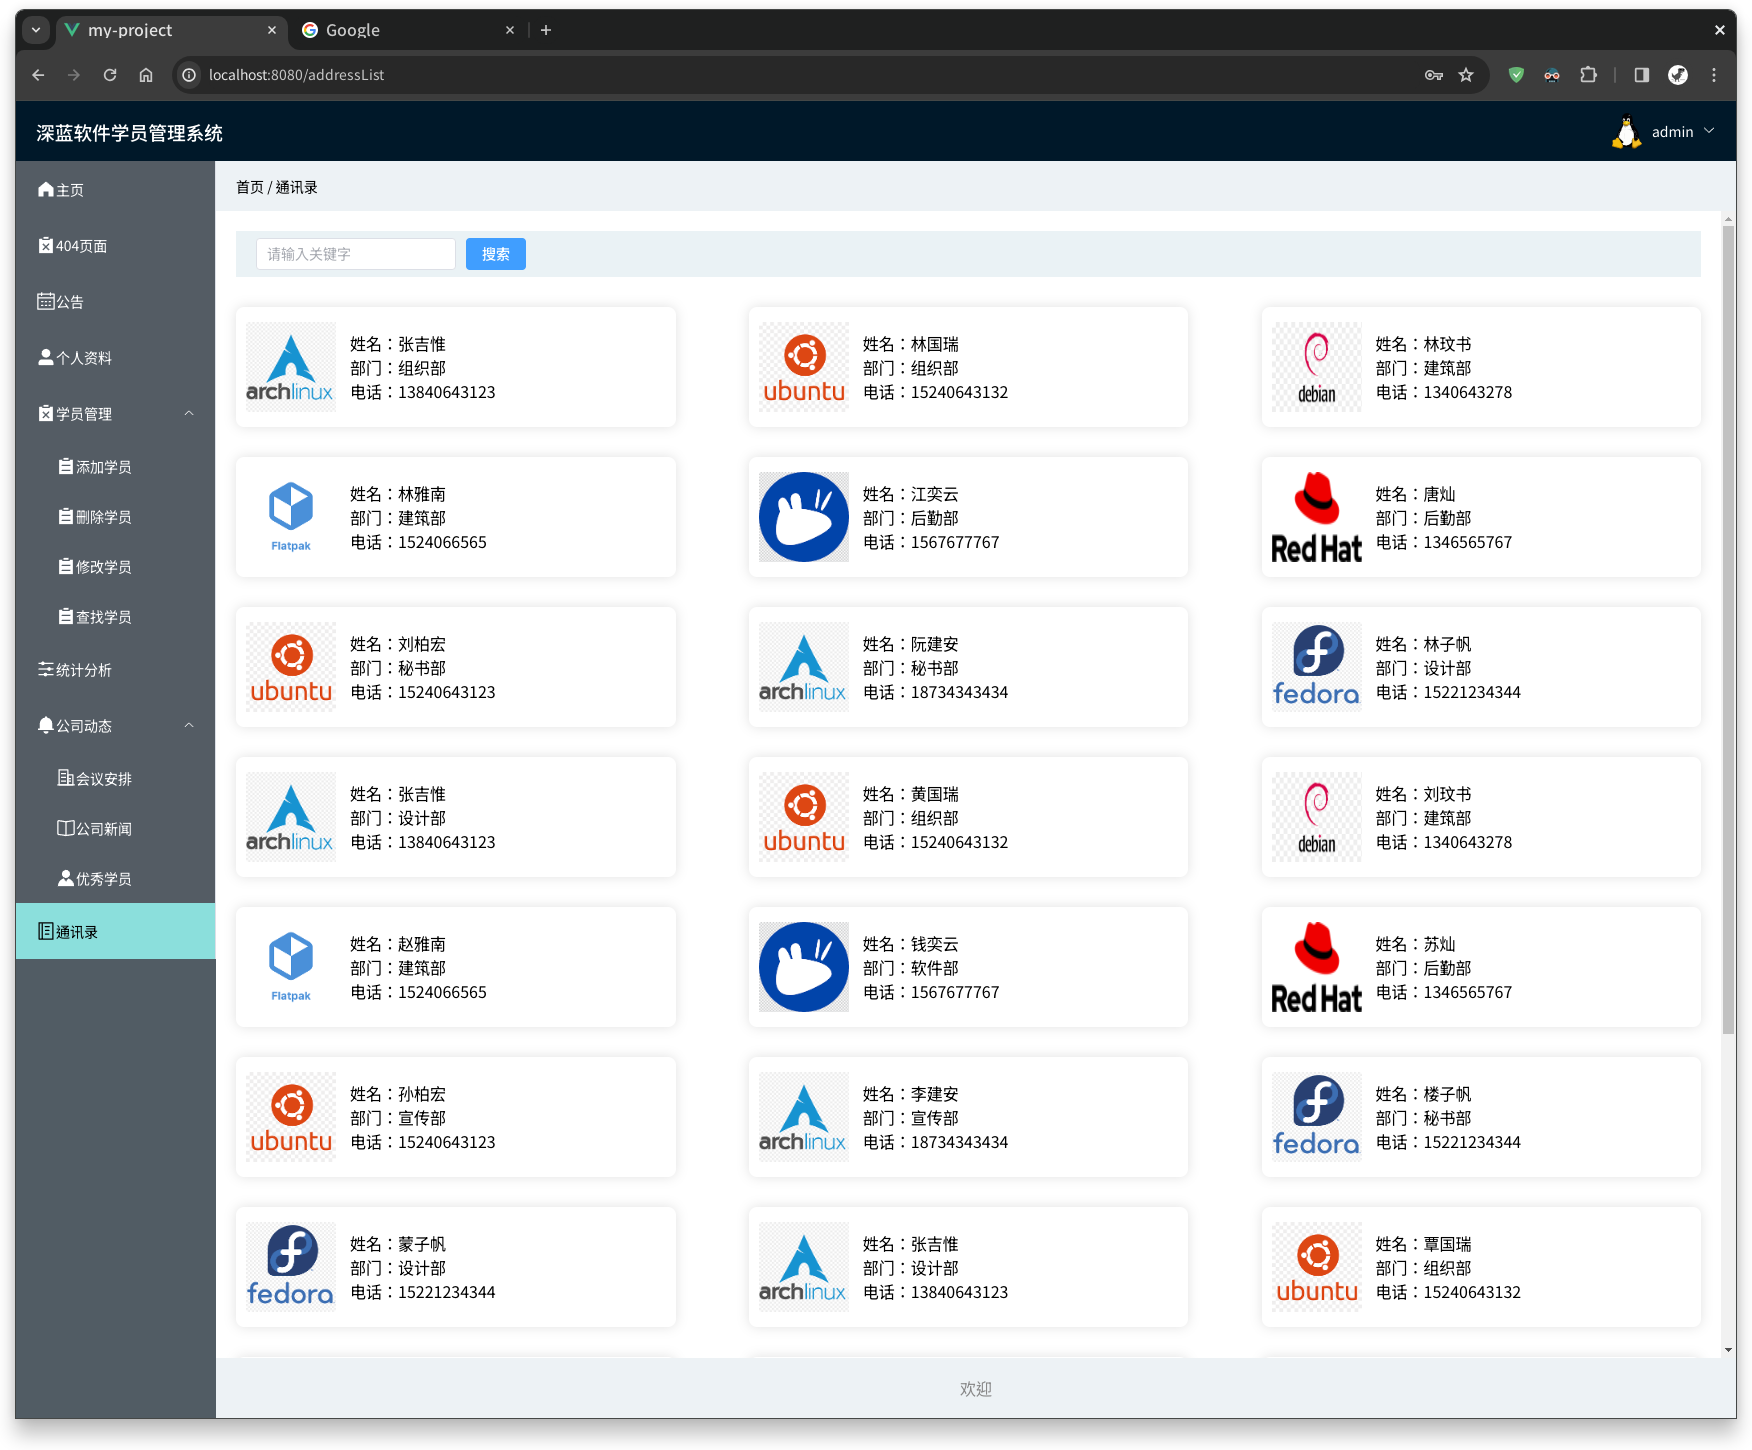 my-project
Google
localhost:8080/addressList
深蓝软件学员管理系统
admin
主页
404页面
公告
个人资料
学员管理
添加学员
删除学员
修改学员
查找学员
统计分析
公司动态
会议安排
公司新闻
优秀学员
通讯录
首页 / 通讯录
请输入关键字
搜索
archlinux
姓名：张吉惟
部门：组织部
电话：13840643123
ubuntu
姓名：林国瑞
部门：组织部
电话：15240643132
debian
姓名：林玟书
部门：建筑部
电话：1340643278
Flatpak
姓名：林雅南
部门：建筑部
电话：1524066565
姓名：江奕云
部门：后勤部
电话：1567677767
Red Hat
姓名：唐灿
部门：后勤部
电话：1346565767
ubuntu
姓名：刘柏宏
部门：秘书部
电话：15240643123
archlinux
姓名：阮建安
部门：秘书部
电话：18734343434
fedora
姓名：林子帆
部门：设计部
电话：15221234344
archlinux
姓名：张吉惟
部门：设计部
电话：13840643123
ubuntu
姓名：黄国瑞
部门：组织部
电话：15240643132
debian
姓名：刘玟书
部门：建筑部
电话：1340643278
Flatpak
姓名：赵雅南
部门：建筑部
电话：1524066565
姓名：钱奕云
部门：软件部
电话：1567677767
Red Hat
姓名：苏灿
部门：后勤部
电话：1346565767
ubuntu
姓名：孙柏宏
部门：宣传部
电话：15240643123
archlinux
姓名：李建安
部门：宣传部
电话：18734343434
fedora
姓名：楼子帆
部门：秘书部
电话：15221234344
fedora
姓名：蒙子帆
部门：设计部
电话：15221234344
archlinux
姓名：张吉惟
部门：设计部
电话：13840643123
ubuntu
姓名：覃国瑞
部门：组织部
电话：15240643132
欢迎